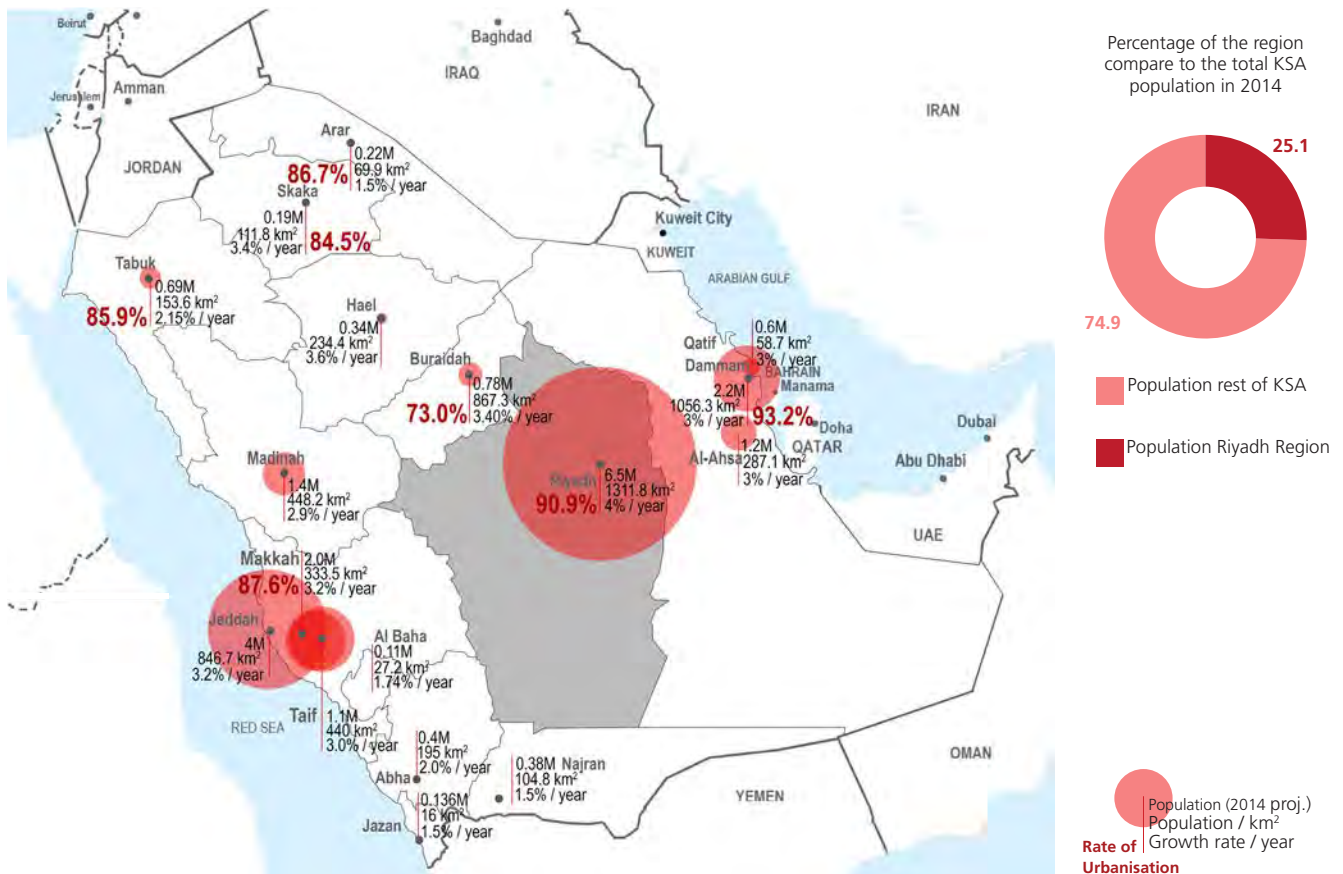 Beirut
Baghdad
IRAQ
Amman
Jerusalem
JORDAN
IRAN
Arar
0.22M
69.9 km²
1.5% / year
86.7%
Skaka
0.19M
111.8 km²
3.4% / year
84.5%
Kuwait City
KUWEIT
ARABIAN GULF
Tabuk
0.69M
153.6 km²
2.15% / year
85.9%
Hael
0.34M
234.4 km²
3.6% / year
Buraidah
0.78M
867.3 km²
3.40% / year
73.0%
0.6M
58.7 km²
3% / year
Qatif
Dammam
BAHRAIN
Manama
2.2M
1056.3 km²
3% / year
93.2%
Doha
QATAR
Al-Ahsa
1.2M
287.1 km²
3% / year
Dubai
Abu Dhabi
UAE
Madinah
1.4M
448.2 km²
2.9% / year
Riyadh
6.5M
1311.8 km²
4% / year
90.9%
Makkah
2.0M
333.5 km²
3.2% / year
87.6%
Jeddah
4M
846.7 km²
3.2% / year
Al Baha
0.11M
27.2 km²
1.74% / year
Taif
1.1M
440 km²
3.0% / year
RED SEA
0.4M
195 km²
2.0% / year
Abha
0.136M
16 km²
1.5% / year
Jazan
0.38M
104.8 km²
1.5% / year
Najran
YEMEN
OMAN
Percentage of the region
compare to the total KSA
population in 2014
25.1
74.9
Population rest of KSA
Population Riyadh Region
Population (2014 proj.)
Population / km²
Growth rate / year
Rate of
Urbanisation